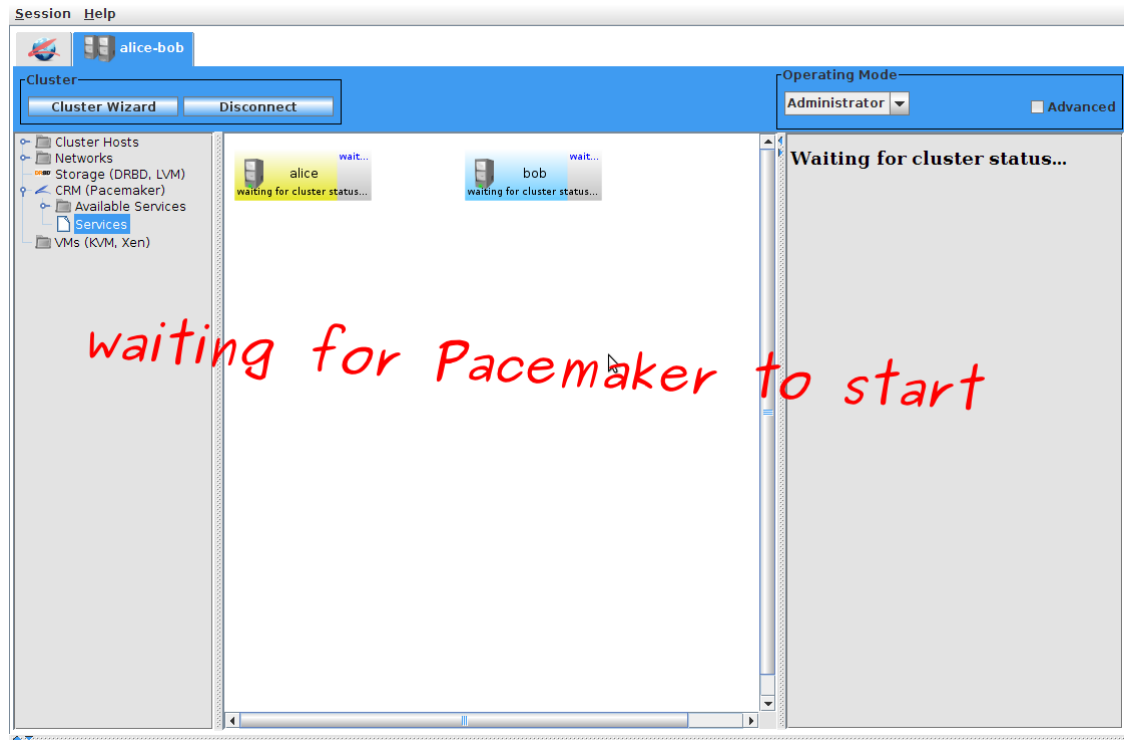 Session Help
alice-bob
Cluster
Cluster Wizard Disconnect
Operating Mode
Administrator Advanced
Cluster Hosts
Networks
DRBD Storage (DRBD, LVM)
CRM (Pacemaker)
Available Services
Services
VMs (KVM, Xen)
wait...
alice
waiting for cluster status...
wait...
bob
waiting for cluster status...
Waiting for cluster status...
waiting for Pacemaker to start